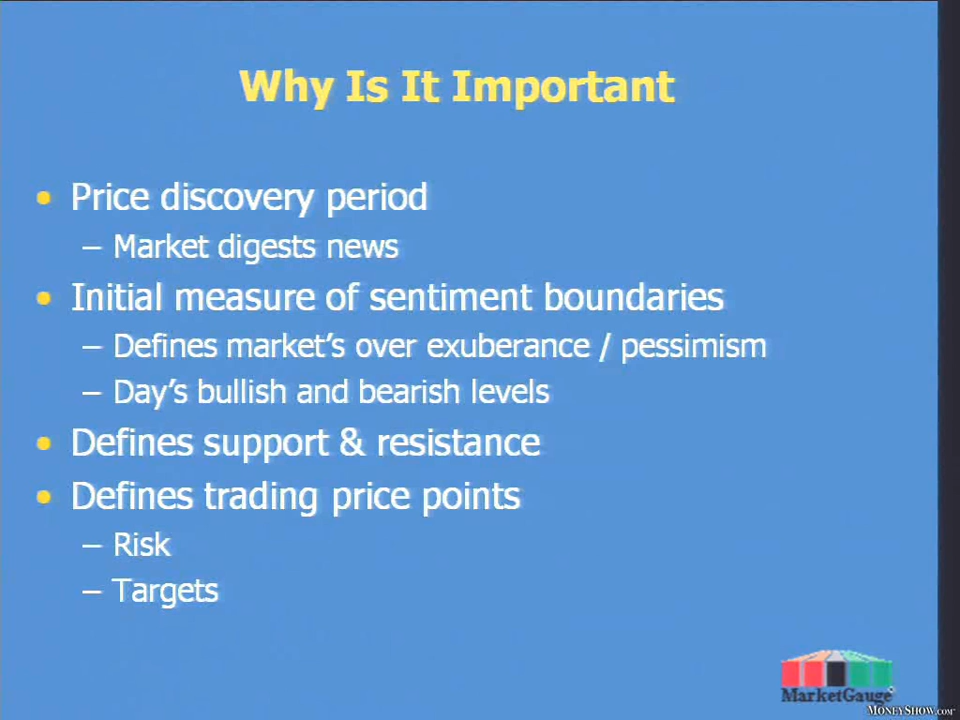 Why Is It Important
• Price discovery period
– Market digests news
• Initial measure of sentiment boundaries
– Defines market’s over exuberance / pessimism
– Day’s bullish and bearish levels
• Defines support & resistance
• Defines trading price points
– Risk
– Targets
MarketGauge
MONEYSHOW.COM